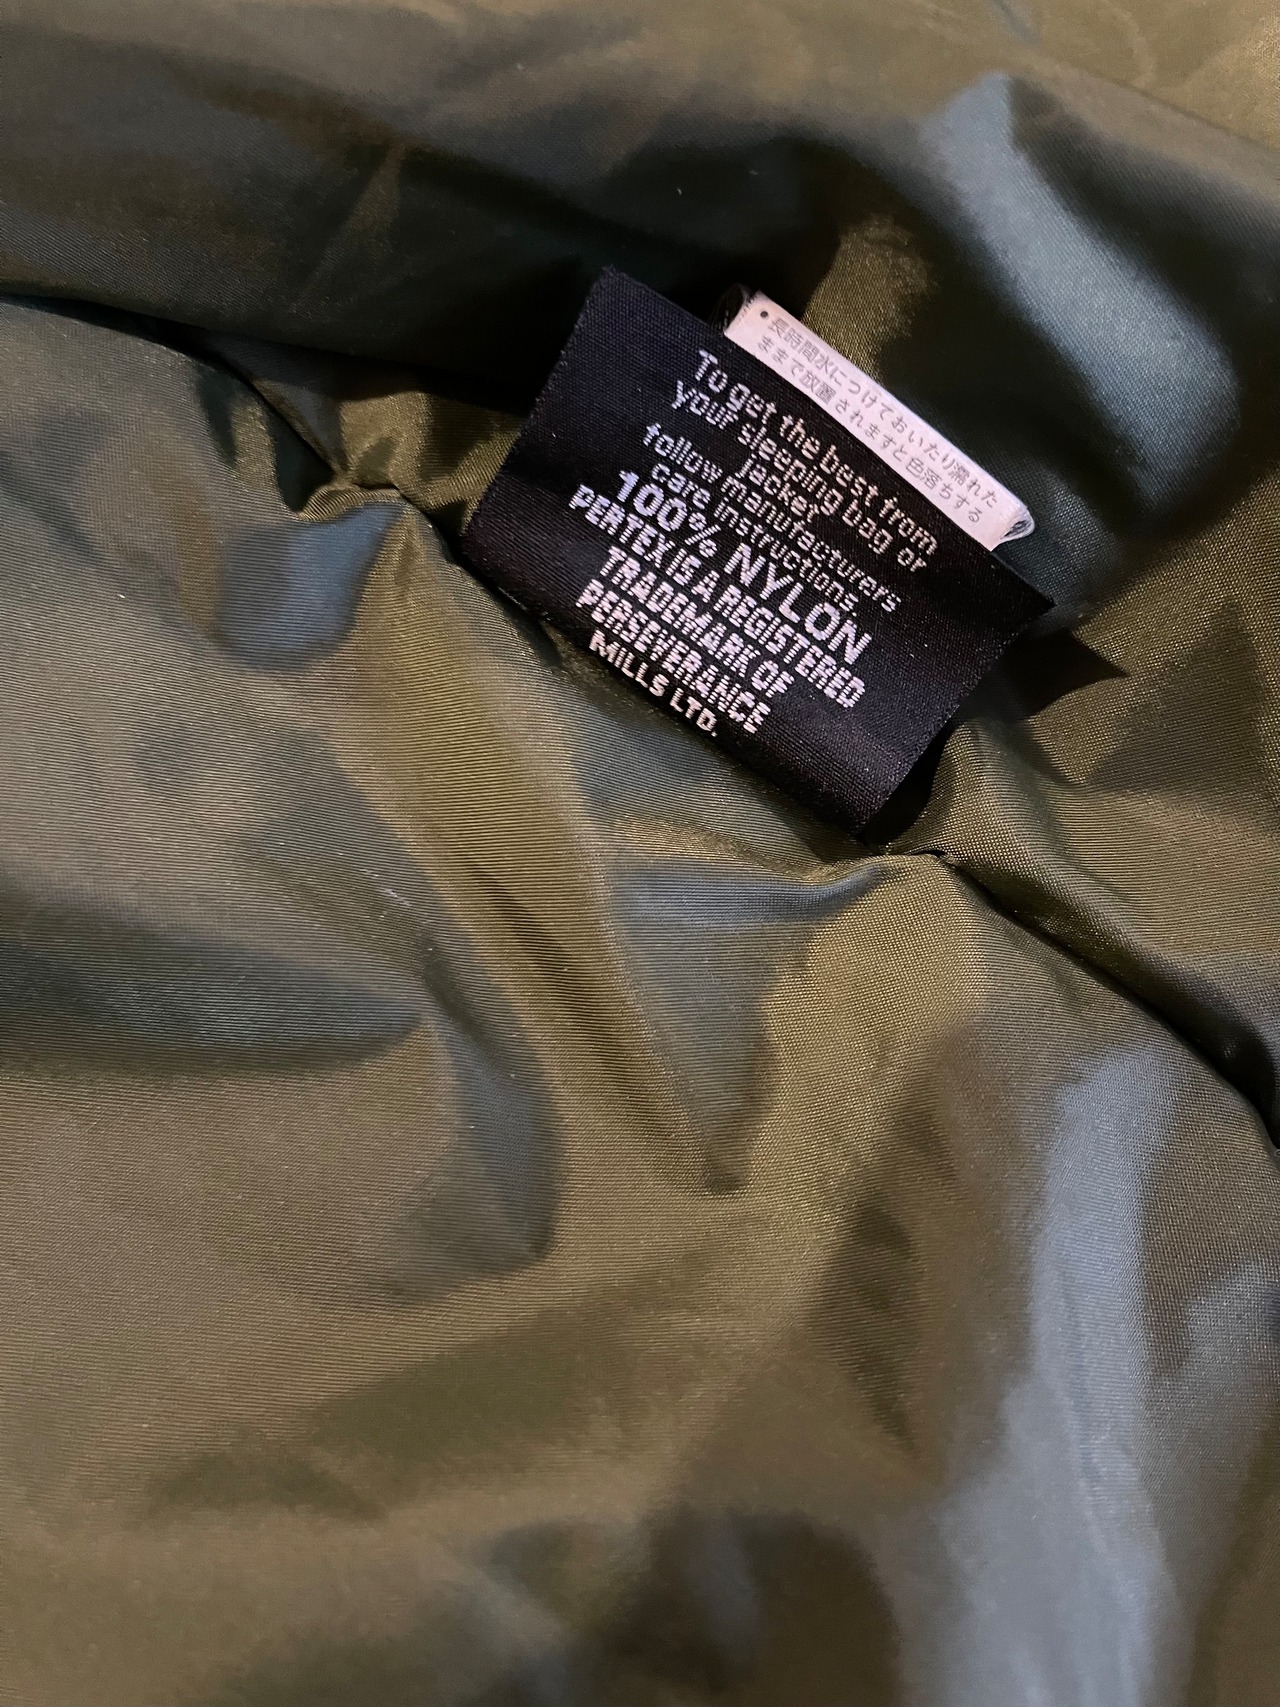 ・長時間水につけておいたり濡れた
ままで放置されますと色落ちする
To get the best from
your sleeping bag or
jacket,
follow manufacturers
care instructions.
100% NYLON
PERTEX IS A REGISTERED
TRADEMARK OF
PERSEVERANCE
MILLS LTD.